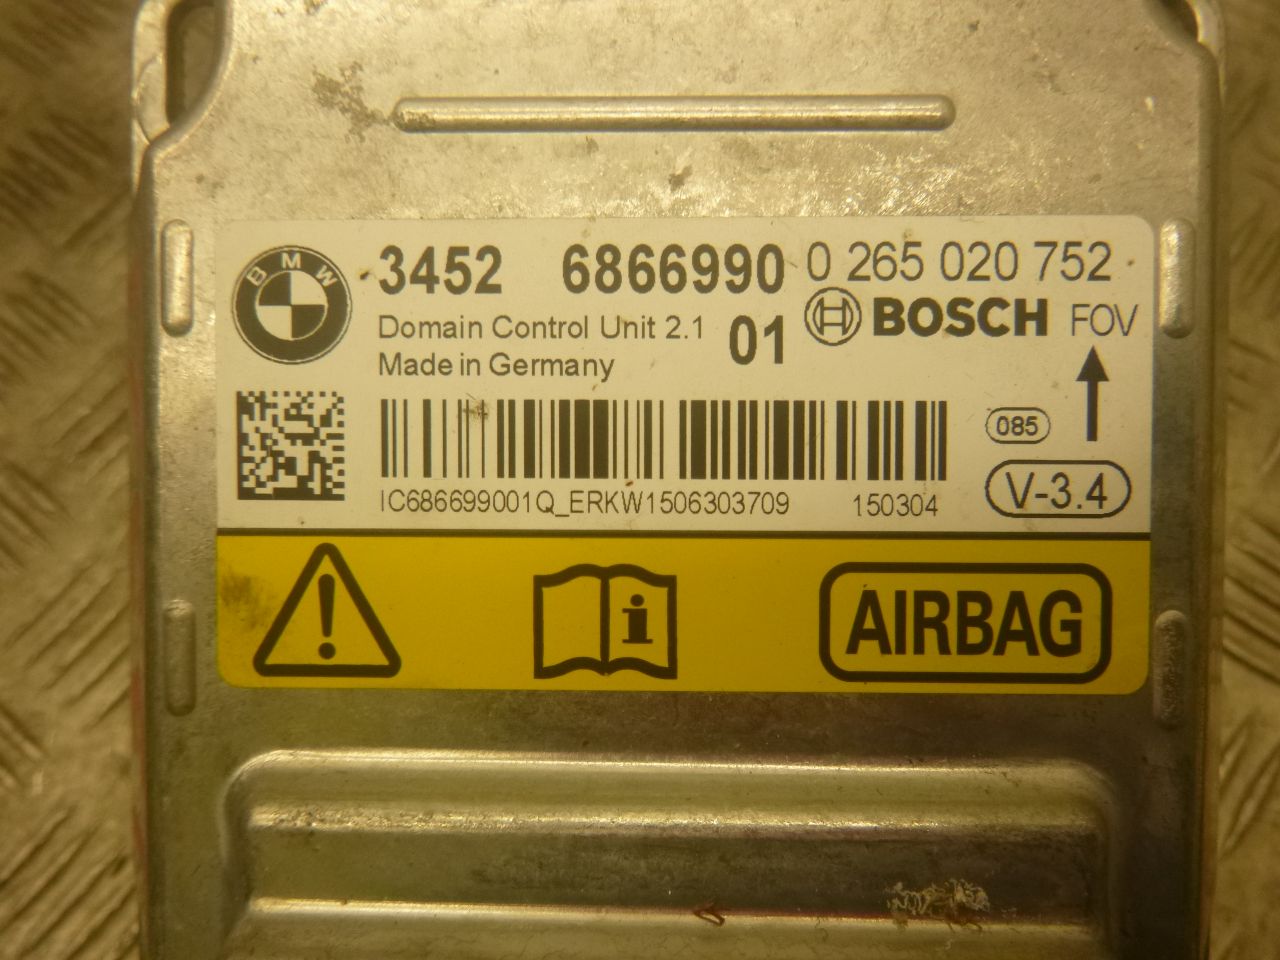 BMW
3452 6866990
0 265 020 752
Domain Control Unit 2.1
01
BOSCH
FOV
Made in Germany
085
V-3.4
IC686699001Q_ERKW1506303709
150304
AIRBAG